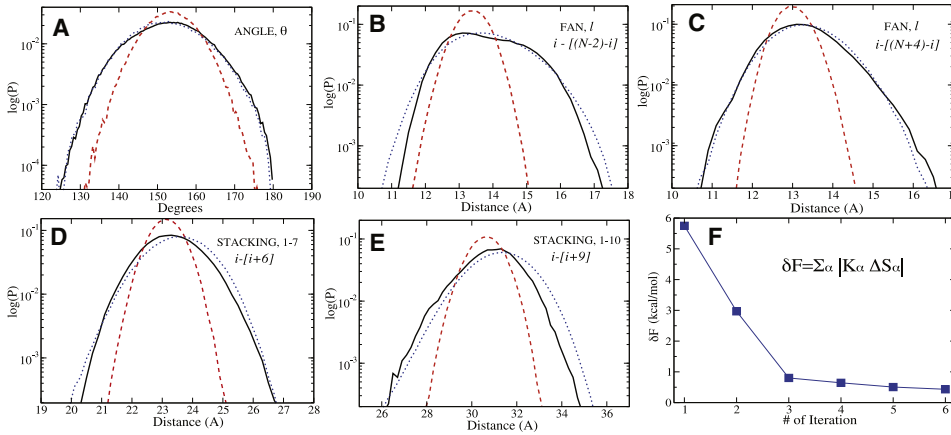 A
ANGLE, θ
log(P)
10⁻²
10⁻³
10⁻⁴
120 130 140 150 160 170 180 190
Degrees
B
FAN, l
i - [(N-2)-i]
log(P)
10⁻¹
10⁻²
10⁻³
10 11 12 13 14 15 16 17 18
Distance (A)
C
FAN, l
i-[(N+4)-i]
log(P)
10⁻¹
10⁻²
10⁻³
10 11 12 13 14 15 16
Distance (A)
D
STACKING, 1-7
i-[i+6]
log(P)
10⁻¹
10⁻²
10⁻³
19 20 21 22 23 24 25 26 27 28
Distance (A)
E
STACKING, 1-10
i-[i+9]
log(P)
10⁻¹
10⁻²
10⁻³
26 28 30 32 34 36
Distance (A)
F
δF=Σα |Kα ΔSα|
δF (kcal/mol)
6
5
4
3
2
1
0
1 2 3 4 5 6
# of Iteration